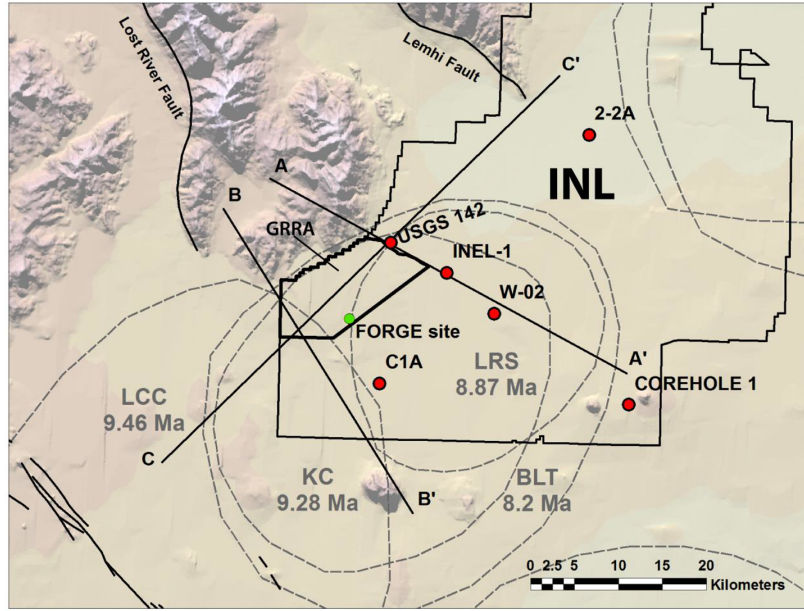 Lost River Fault
Lemhi Fault
C'
2-2A
INL
A
B
USGS 142
GRRA
INEL-1
W-02
FORGE site
C1A
LRS
8.87 Ma
A'
COREHOLE 1
LCC
9.46 Ma
C
KC
9.28 Ma
B'
BLT
8.2 Ma
0 2.5 5 10 15 20
Kilometers